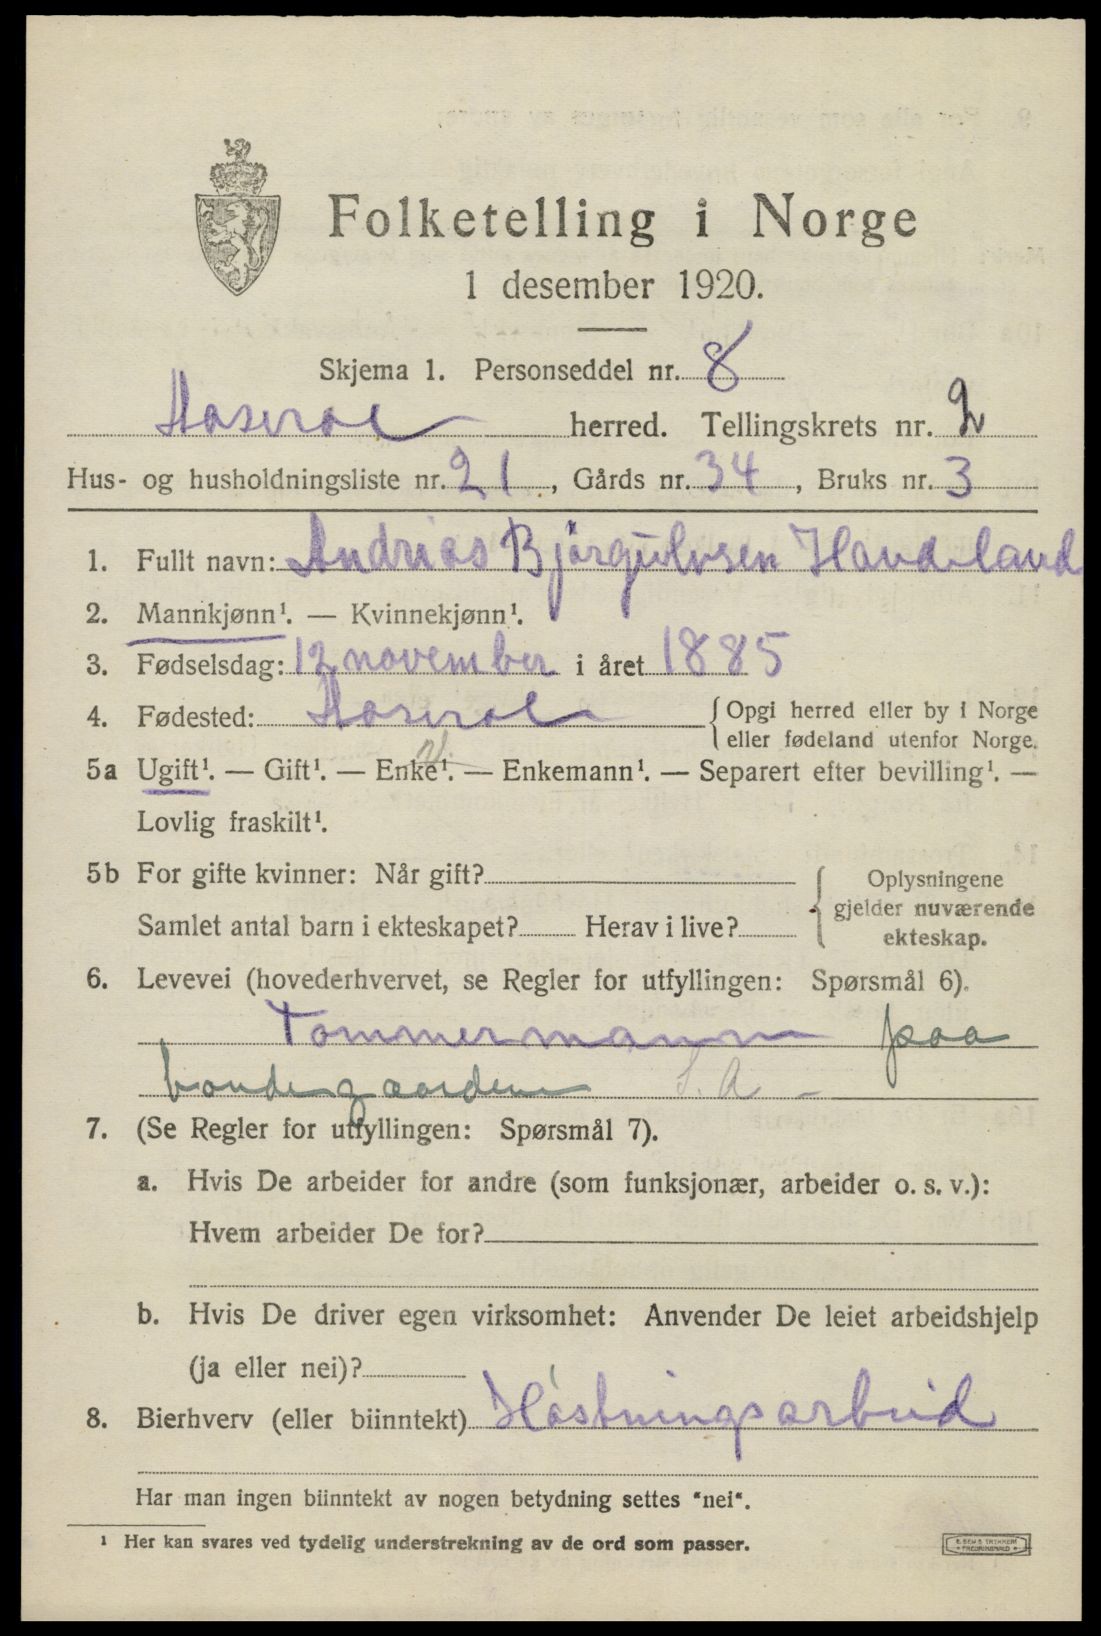 Folketelling i Norge
1 desember 1920.
Skjema 1. Personseddel nr. 8
Aaseral herred. Tellingskrets nr. 2
Hus- og husholdningsliste nr. 21, Gårds nr. 34, Bruks nr. 3
1. Fullt navn: Andrias Bjørgulvsen Havdeland
2. Mannkjønn¹. — Kvinnekjønn¹.
3. Fødselsdag: 12 november i året 1885
4. Fødested: Aaseral { Opgi herred eller by i Norge
eller fødeland utenfor Norge.
5a Ugift¹. — Gift¹. — Enke¹. — Enkemann¹. — Separert efter bevilling¹. —
Lovlig fraskilt¹.
5b For gifte kvinner: Når gift? { Oplysningene
gjelder nuværende
Samlet antal barn i ekteskapet? Herav i live? ekteskap.
6. Levevei (hovederhvervet, se Regler for utfyllingen: Spørsmål 6).
Tømmermann paa
bondegaarden S. A -
7. (Se Regler for utfyllingen: Spørsmål 7).
a. Hvis De arbeider for andre (som funksjonær, arbeider o. s. v.):
Hvem arbeider De for?
b. Hvis De driver egen virksomhet: Anvender De leiet arbeidshjelp
(ja eller nei)?
8. Bierhverv (eller biinntekt) Høstningsarbeid
Har man ingen biinntekt av nogen betydning settes "nei".
¹ Her kan svares ved tydelig understrekning av de ord som passer.